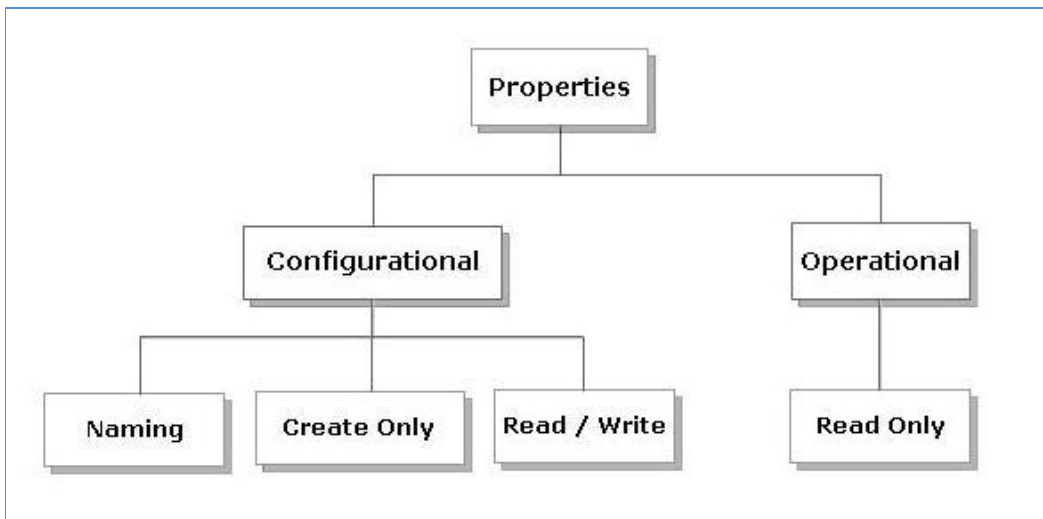 Properties
Configurational
Operational
Naming
Create Only
Read / Write
Read Only